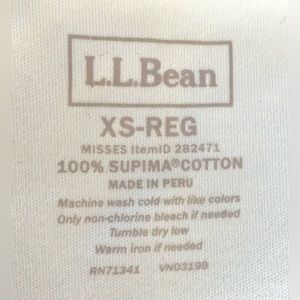 L.L.Bean
XS-REG
MISSES ItemID 282471
100% SUPIMA®COTTON
MADE IN PERU
Machine wash cold with like colors
Only non-chlorine bleach if needed
Tumble dry low
Warm iron if needed
RN71341 VN03199